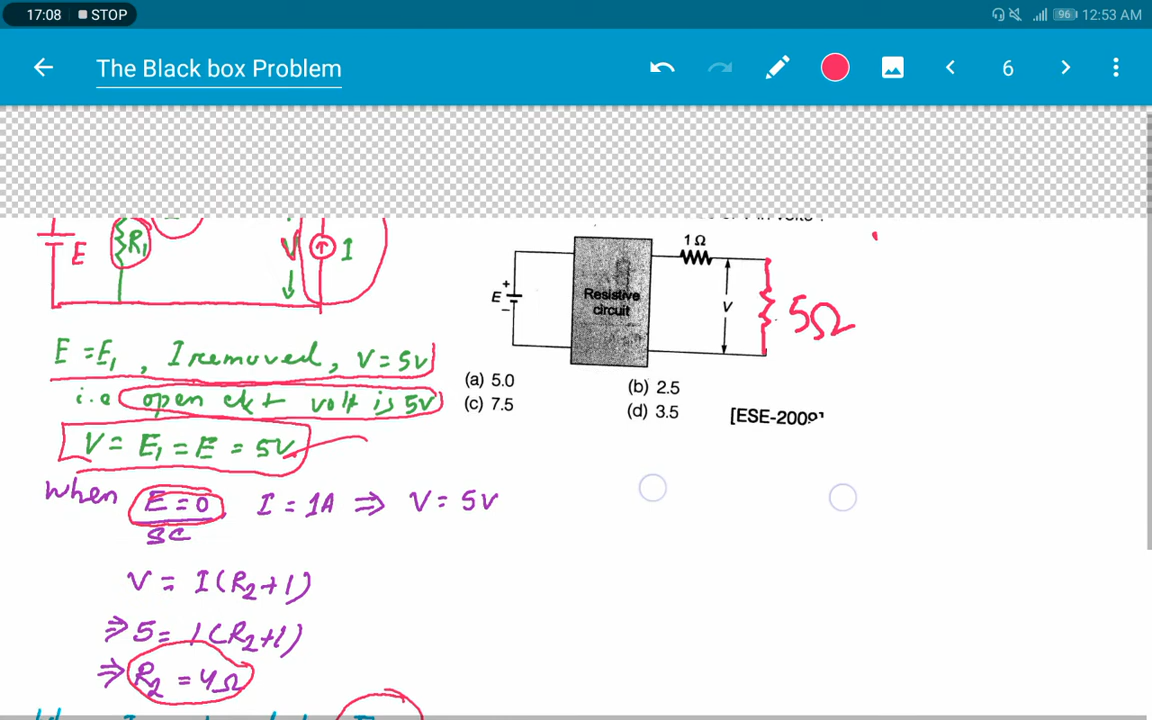 17:08 STOP 96 12:53 AM
The Black box Problem 6
E R₁ V I
1 Ω
+
E
−
Resistive
circuit
V
5Ω
E = E₁ , I removed, V = 5V
i.e open ckt volt is 5V
V = E₁ = E = 5V
(a) 5.0 (b) 2.5
(c) 7.5 (d) 3.5 [ESE-2009]
When E = 0 I = 1A ⇒ V = 5V
SC
V = I(R₂+1)
⇒ 5 = 1(R₂+1)
⇒ R₂ = 4Ω